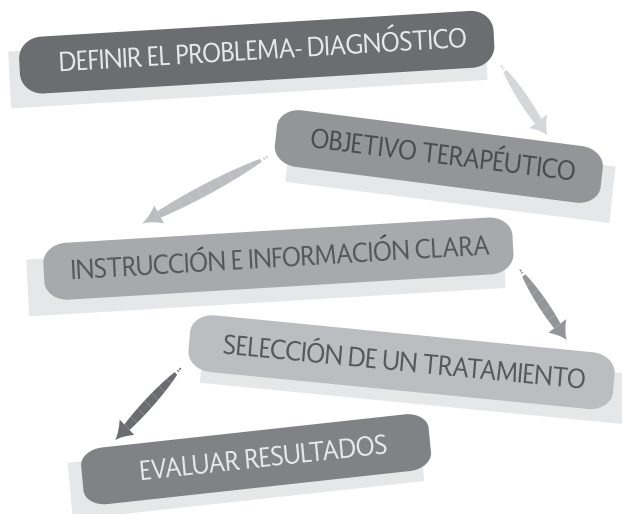 DEFINIR EL PROBLEMA- DIAGNÓSTICO
OBJETIVO TERAPÉUTICO
INSTRUCCIÓN E INFORMACIÓN CLARA
SELECCIÓN DE UN TRATAMIENTO
EVALUAR RESULTADOS